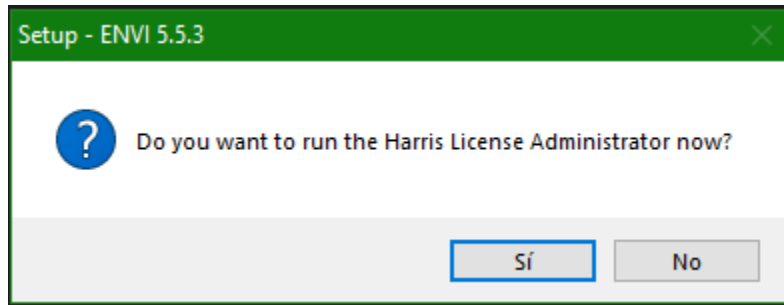 Setup - ENVI 5.5.3
?
Do you want to run the Harris License Administrator now?
Sí No